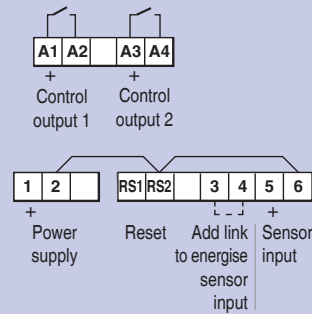 A1 A2 A3 A4
+ +
Control Control
output 1 output 2
1 2 RS1 RS2 3 4 5 6
+ +
Power Reset Add link Sensor
supply to energise input
sensor
input